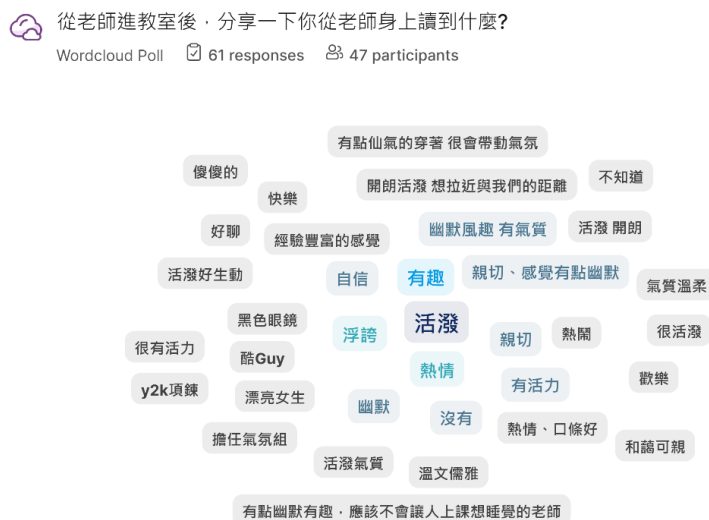 從老師進教室後，分享一下你從老師身上讀到什麼?
Wordcloud Poll 61 responses 47 participants
有點仙氣的穿著 很會帶動氣氛
傻傻的
不知道
開朗活潑 想拉近與我們的距離
快樂
好聊
幽默風趣 有氣質
活潑 開朗
經驗豐富的感覺
活潑好生動
自信
有趣
親切、感覺有點幽默
氣質溫柔
黑色眼鏡
活潑
浮誇
熱鬧
很活潑
親切
很有活力
酷Guy
熱情
歡樂
y2k項鍊
漂亮女生
有活力
幽默
沒有
熱情、口條好
擔任氣氛組
和藹可親
活潑氣質
溫文儒雅
有點幽默有趣，應該不會讓人上課想睡覺的老師